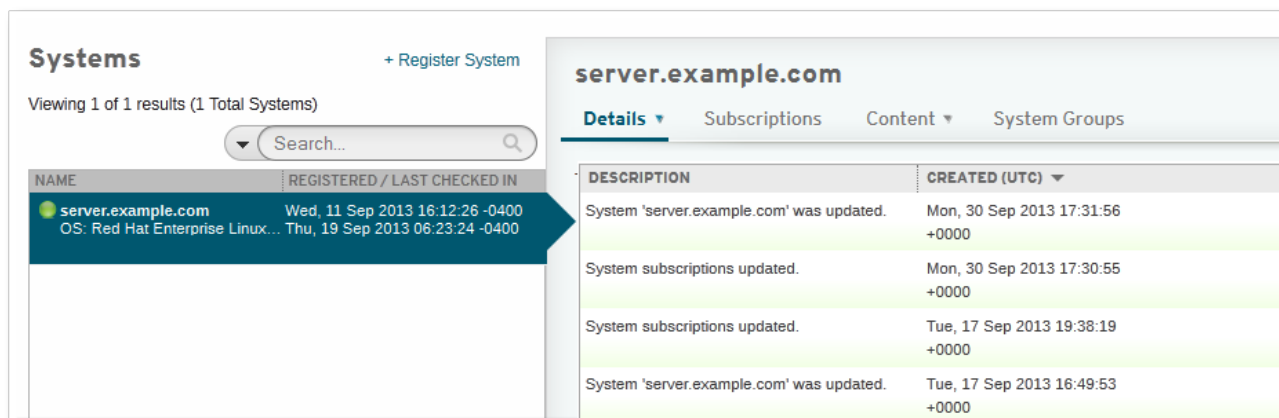 Systems
+ Register System
Viewing 1 of 1 results (1 Total Systems)
Search...
NAME REGISTERED / LAST CHECKED IN
server.example.com Wed, 11 Sep 2013 16:12:26 -0400
OS: Red Hat Enterprise Linux... Thu, 19 Sep 2013 06:23:24 -0400
server.example.com
Details Subscriptions Content System Groups
DESCRIPTION CREATED (UTC)
System 'server.example.com' was updated. Mon, 30 Sep 2013 17:31:56
+0000
System subscriptions updated. Mon, 30 Sep 2013 17:30:55
+0000
System subscriptions updated. Tue, 17 Sep 2013 19:38:19
+0000
System 'server.example.com' was updated. Tue, 17 Sep 2013 16:49:53
+0000